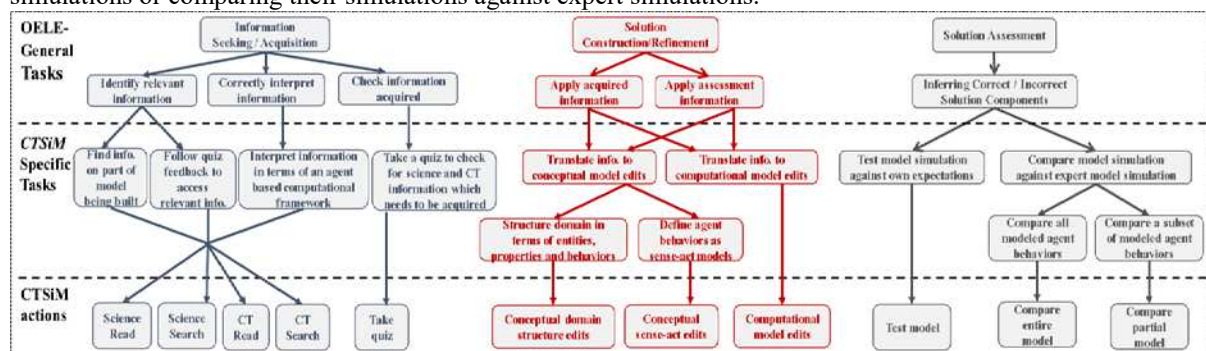 simulations or comparing their simulations against expert simulations.
OELE-
General
Tasks
Information
Seeking / Acquisition
Solution
Construction/Refinement
Solution Assessment
Identify relevant
information
Correctly interpret
information
Check information
acquired
Apply acquired
information
Apply assessment
information
Inferring Correct / Incorrect
Solution Components
CTSiM
Specific
Tasks
Find info.
on part of
model
being built
Follow quiz
feedback to
access
relevant info.
Interpret information
in terms of an agent
based computational
framework
Take a quiz to check
for science and CT
information which
needs to be acquired
Translate info. to
conceptual model edits
Translate info. to
computational model edits
Test model simulation
against own expectations
Compare model simulation
against expert model simulation
Structure domain in
terms of entities,
properties and behaviors
Define agent
behaviors as
sense-act models
Compare all
modeled agent
behaviors
Compare a subset
of modeled agent
behaviors
CTSiM
actions
Science
Read
Science
Search
CT
Read
CT
Search
Take
quiz
Conceptual domain
structure edits
Conceptual
sense-act edits
Computational
model edits
Test model
Compare
entire
model
Compare
partial
model